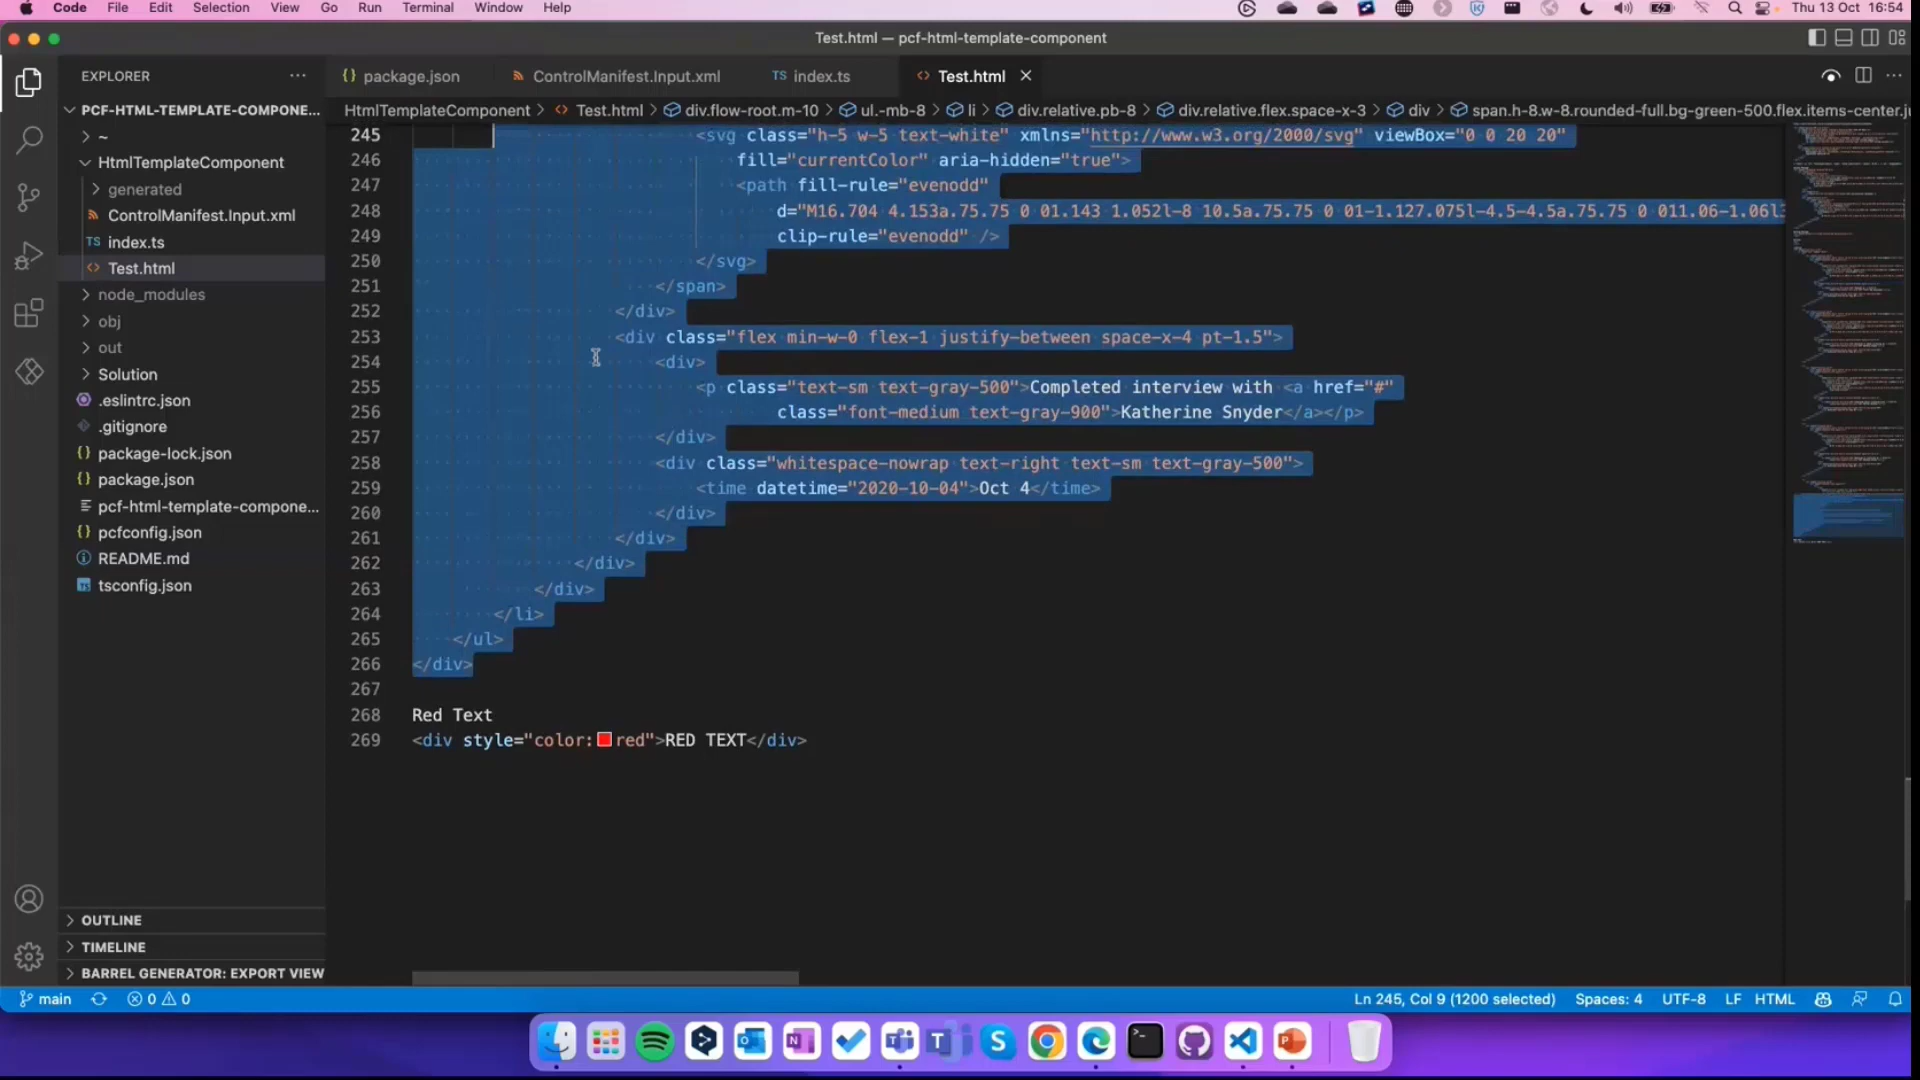 Code File Edit Selection View Go Run Terminal Window Help Thu 13 Oct 16:54
Test.html — pcf-html-template-component
EXPLORER
package.json ControlManifest.Input.xml TS index.ts Test.html
PCF-HTML-TEMPLATE-COMPONE...
HtmlTemplateComponent > Test.html > div.flow-root.m-10 > ul.-mb-8 > li > div.relative.pb-8 > div.relative.flex.space-x-3 > div > span.h-8.w-8.rounded-full.bg-green-500.flex.items-center.j
~
HtmlTemplateComponent
generated
ControlManifest.Input.xml
TS index.ts
Test.html
node_modules
obj
out
Solution
.eslintrc.json
.gitignore
package-lock.json
package.json
pcf-html-template-compone...
pcfconfig.json
README.md
tsconfig.json
OUTLINE
TIMELINE
BARREL GENERATOR: EXPORT VIEW
245 <svg class="h-5 w-5 text-white" xmlns="http://www.w3.org/2000/svg" viewBox="0 0 20 20"
246 fill="currentColor" aria-hidden="true">
247 <path fill-rule="evenodd"
248 d="M16.704 4.153a.75.75 0 01.143 1.052l-8 10.5a.75.75 0 01-1.127.075l-4.5-4.5a.75.75 0 011.06-1.06l3
249 clip-rule="evenodd" />
250 </svg>
251 </span>
252 </div>
253 <div class="flex min-w-0 flex-1 justify-between space-x-4 pt-1.5">
254 <div>
255 <p class="text-sm text-gray-500">Completed interview with <a href="#"
256 class="font-medium text-gray-900">Katherine Snyder</a></p>
257 </div>
258 <div class="whitespace-nowrap text-right text-sm text-gray-500">
259 <time datetime="2020-10-04">Oct 4</time>
260 </div>
261 </div>
262 </div>
263 </div>
264 </li>
265 </ul>
266 </div>
267
268 Red Text
269 <div style="color:red">RED TEXT</div>
main 0 0 Ln 245, Col 9 (1200 selected) Spaces: 4 UTF-8 LF HTML